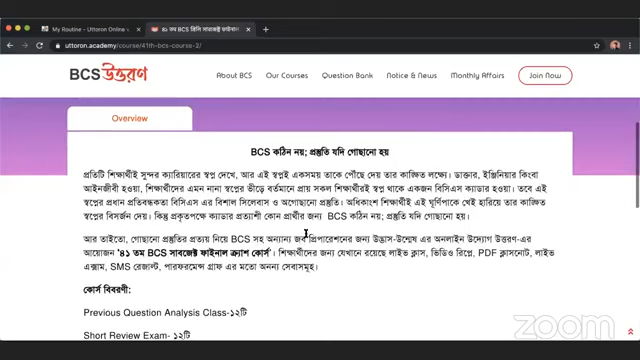 My Routine - Uttoron Online
৪১ তম BCS প্রিলি সাবজেক্ট ফাইনাল
uttoron.academy/course/41th-bcs-course-2/
BCS উত্তরণ About BCS Our Courses Question Bank Notice & News Monthly Affairs Join Now
Overview
BCS কঠিন নয়; প্রস্তুতি যদি গোছানো হয়
প্রতিটি শিক্ষার্থীই সুন্দর ক্যারিয়ারের স্বপ্ন দেখে, আর এই স্বপ্নই একসময় তাকে পৌঁছে দেয় তার কাঙ্ক্ষিত লক্ষ্যে। ডাক্তার, ইঞ্জিনিয়ার কিংবা
আইনজীবী হওয়া, শিক্ষার্থীদের এমন নানা স্বপ্নের ভীড়ে বর্তমানে প্রায় সকল শিক্ষার্থীরই স্বপ্ন থাকে একজন বিসিএস ক্যাডার হওয়া। তবে এই
স্বপ্নের প্রধান প্রতিবন্ধকতা বিসিএস এর বিশাল সিলেবাস ও অগোছানো প্রস্তুতি। অধিকাংশ শিক্ষার্থী এই ঘূর্ণিপাকে খেই হারিয়ে তার কাঙ্ক্ষিত
স্বপ্নের বিসর্জন দেয়। কিন্তু প্রকৃতপক্ষে ক্যাডার প্রত্যাশী কোন প্রার্থীর জন্য BCS কঠিন নয়; প্রস্তুতি যদি গোছানো হয়।
আর তাইতো, গোছানো প্রস্তুতির প্রত্যয় নিয়ে BCS সহ অন্যান্য জব প্রিপারেশনের জন্য উদ্ভাস-উন্মেষ এর অনলাইন উদ্যোগ উত্তরণ-এর
আয়োজন '৪১ তম BCS সাবজেক্ট ফাইনাল ক্র্যাশ কোর্স'। শিক্ষার্থীদের জন্য যেখানে রয়েছে লাইভ ক্লাস, ভিডিও রিপ্লে, PDF ক্লাসনোট, লাইভ
এক্সাম, SMS রেজাল্ট, পারফরমেন্স গ্রাফ এর মতো অনন্য সেবাসমূহ।
কোর্স বিবরণী:
Previous Question Analysis Class-১২টি
Short Review Exam- ১২টি
zoom